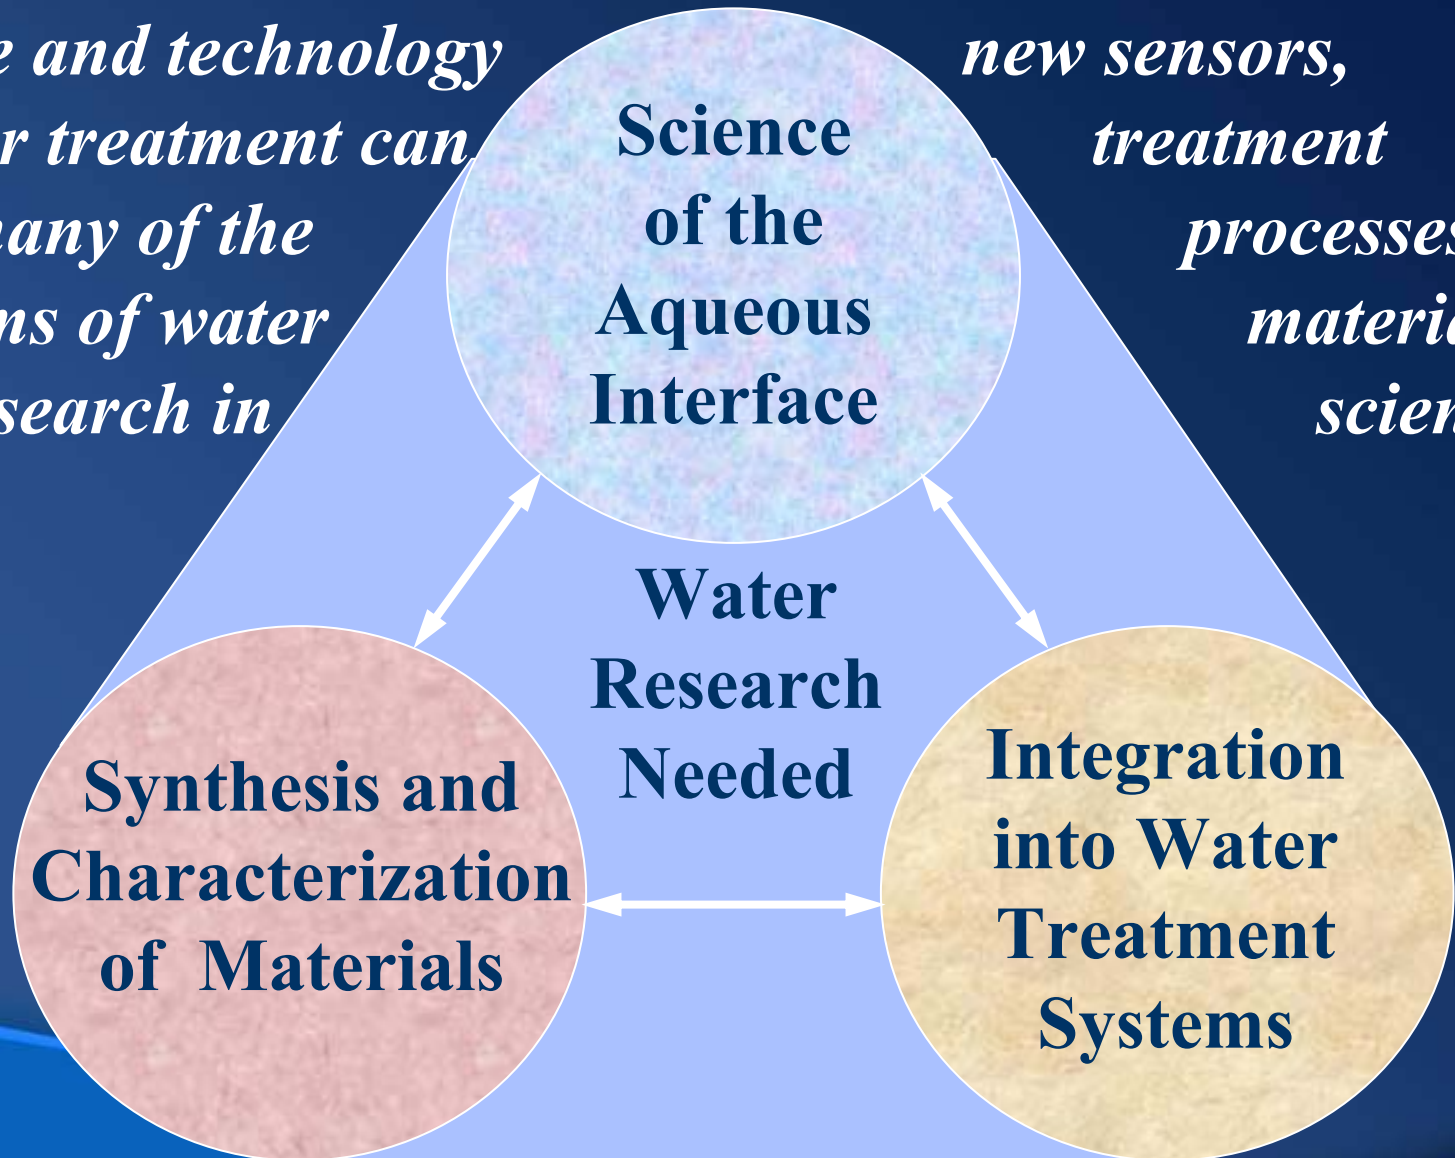 e and technology
r treatment can
any of the
ns of water
search in
new sensors,
treatment
processes
materia
scien
Science
of the
Aqueous
Interface
Water
Research
Needed
Synthesis and
Characterization
of Materials
Integration
into Water
Treatment
Systems